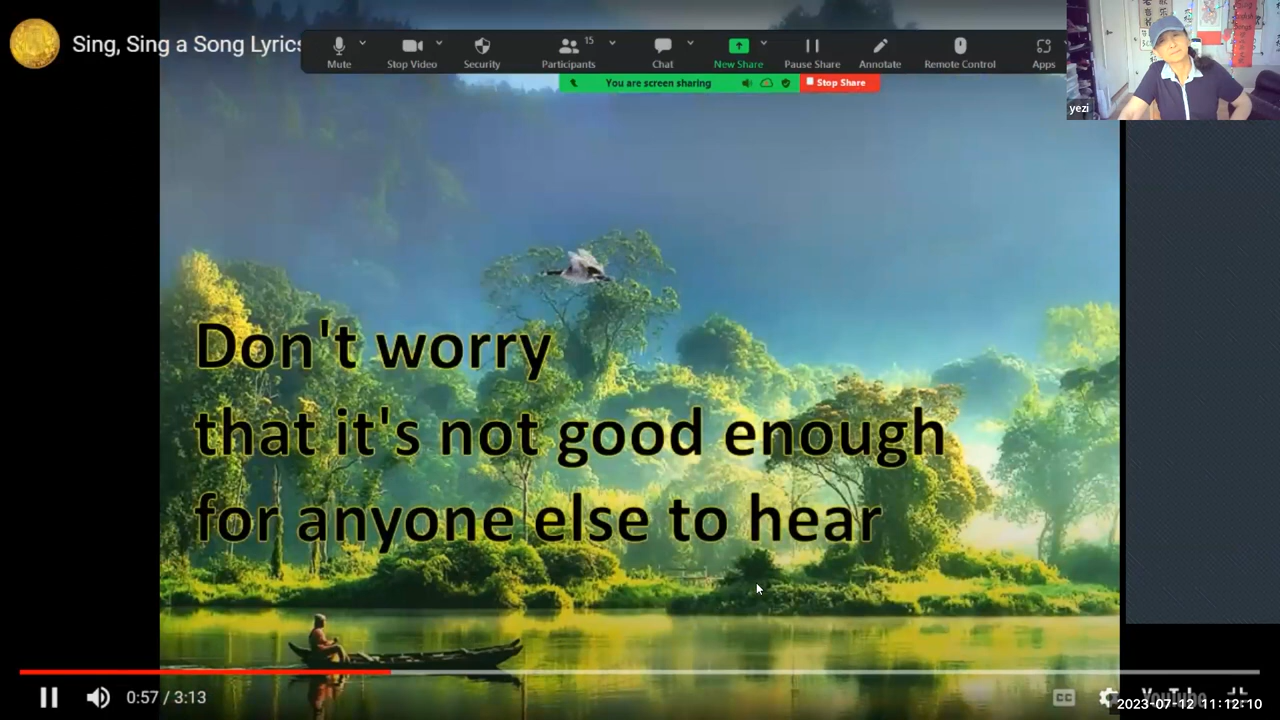 Sing, Sing a Song Lyrics
Mute
Stop Video
Security
15
Participants
Chat
New Share
Pause Share
Annotate
Remote Control
Apps
You are screen sharing
Stop Share
yezi
Don't worry
that it's not good enough
for anyone else to hear
0:57 / 3:13
CC
YouTube
2023-07-12 11:12:10